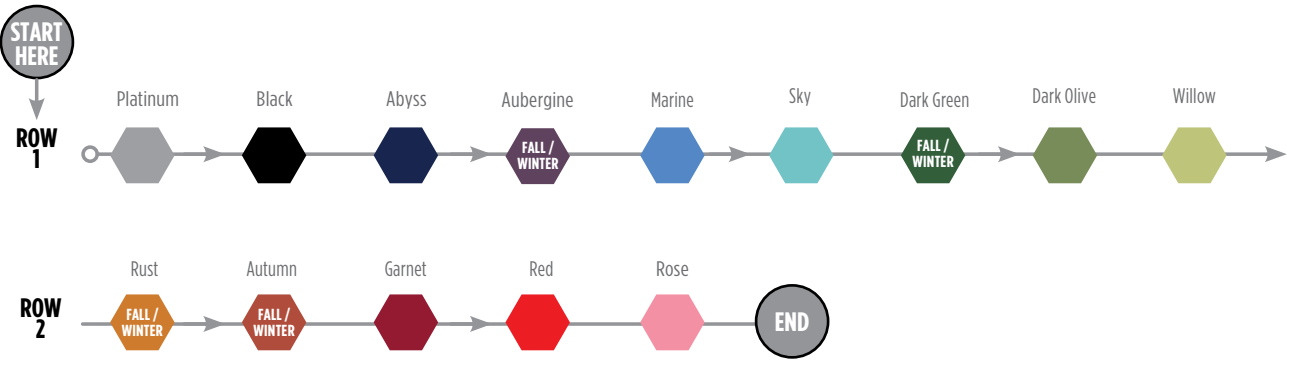 START
HERE
Platinum
Black
Abyss
Aubergine
Marine
Sky
Dark Green
Dark Olive
Willow
ROW
1
FALL /
WINTER
FALL /
WINTER
Rust
Autumn
Garnet
Red
Rose
ROW
2
FALL /
WINTER
FALL /
WINTER
END